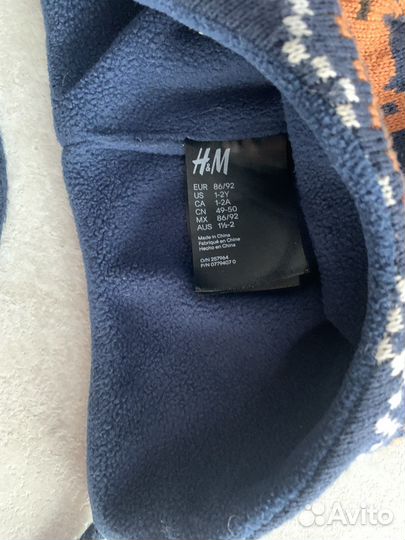 H&M
EUR 86/92
US 1-2Y
CA 1-2A
CN 49-50
MX 86/92
AUS 1½-2
Made in China
Fabriqué en Chine
Hecho en China
O/N 257964
P/N 0779407 0
Avito